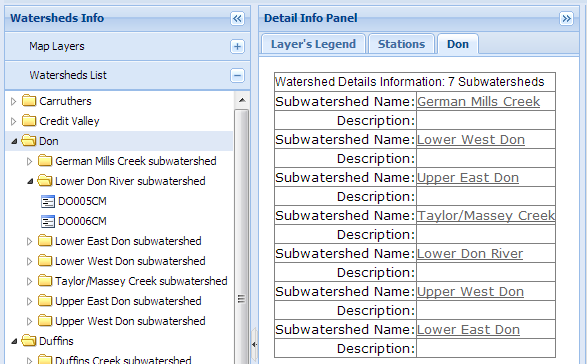 Watersheds Info
Map Layers
Watersheds List
Carruthers
Credit Valley
Don
German Mills Creek subwatershed
Lower Don River subwatershed
DO005CM
DO006CM
Lower East Don subwatershed
Lower West Don subwatershed
Taylor/Massey Creek subwatershed
Upper East Don subwatershed
Upper West Don subwatershed
Duffins
Duffins Creek subwatershed
Detail Info Panel
Layer's Legend Stations Don
Watershed Details Information: 7 Subwatersheds
Subwatershed Name: German Mills Creek
Description:
Subwatershed Name: Lower West Don
Description:
Subwatershed Name: Upper East Don
Description:
Subwatershed Name: Taylor/Massey Creek
Description:
Subwatershed Name: Lower Don River
Description:
Subwatershed Name: Upper West Don
Description:
Subwatershed Name: Lower East Don
Description: